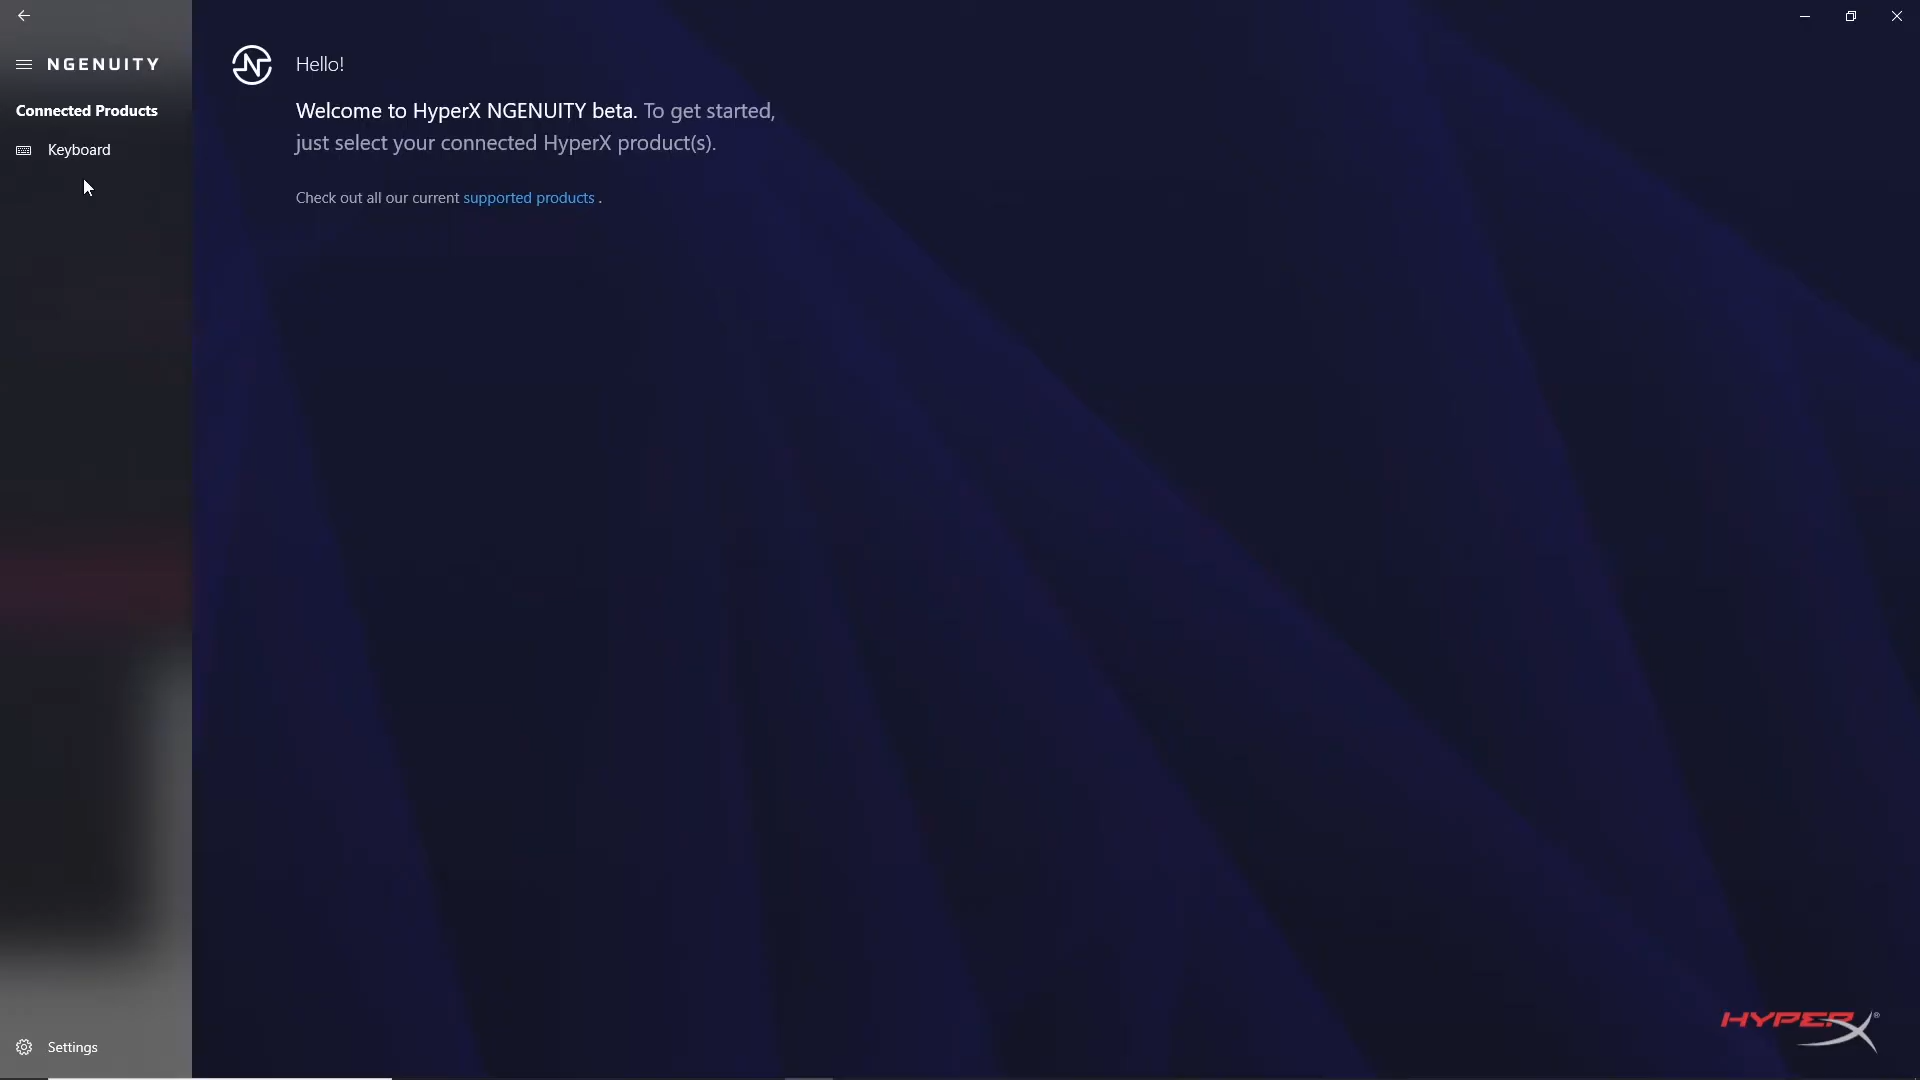 NGENUITY
Connected Products
Keyboard
Settings
Hello!
Welcome to HyperX NGENUITY beta. To get started,
just select your connected HyperX product(s).
Check out all our current supported products .
HYPERX®